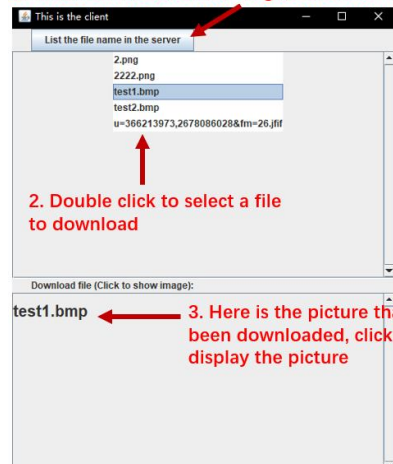 This is the client
List the file name in the server
2.png
2222.png
test1.bmp
test2.bmp
u=366213973,2678086028&fm=26.jfif
2. Double click to select a file
to download
Download file (Click to show image):
test1.bmp
3. Here is the picture
been downloaded, click
display the picture